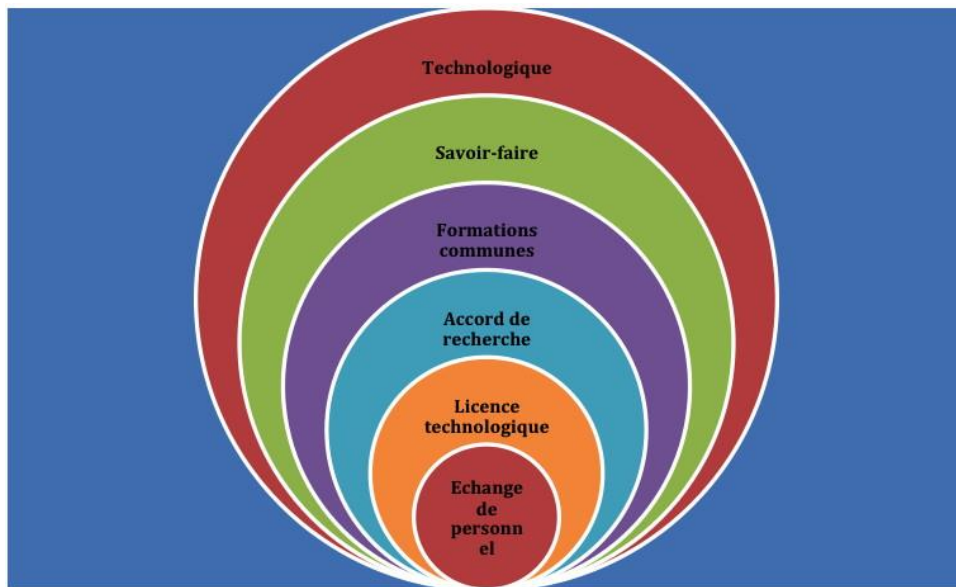 Technologique
Savoir-faire
Formations
communes
Accord de
recherche
Licence
technologique
Echange
de
personn
el